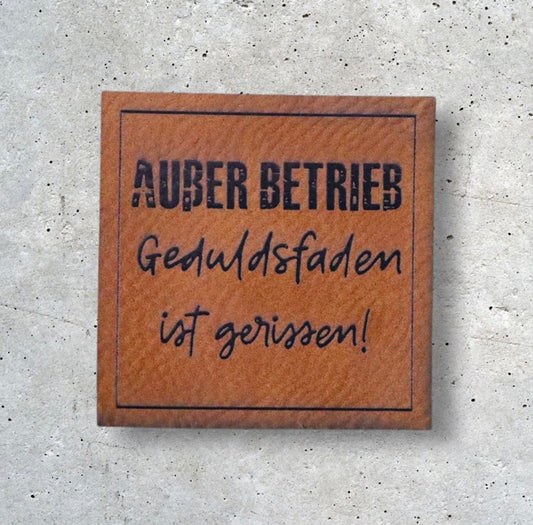 AUßER BETRIEB
Geduldsfaden
ist gerissen!